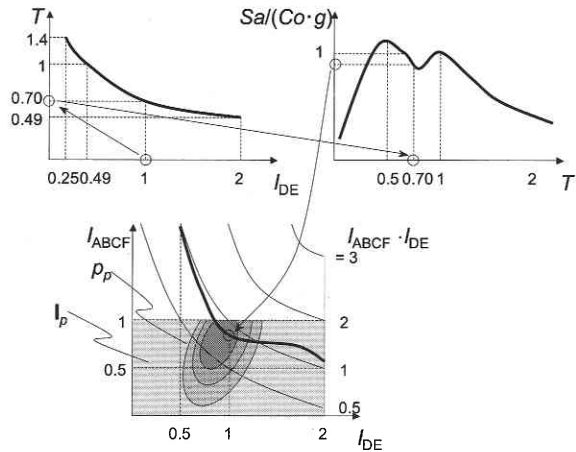 T
1.4
1
0.70
0.49
0.25 0.49 1 2
I_DE
Sa/(Co·g)
1
0.5 0.70 1 2
T
I_ABCF
p_p
I_p
1
0.5
0.5 1 2
I_DE
I_ABCF · I_DE
= 3
2
1
0.5